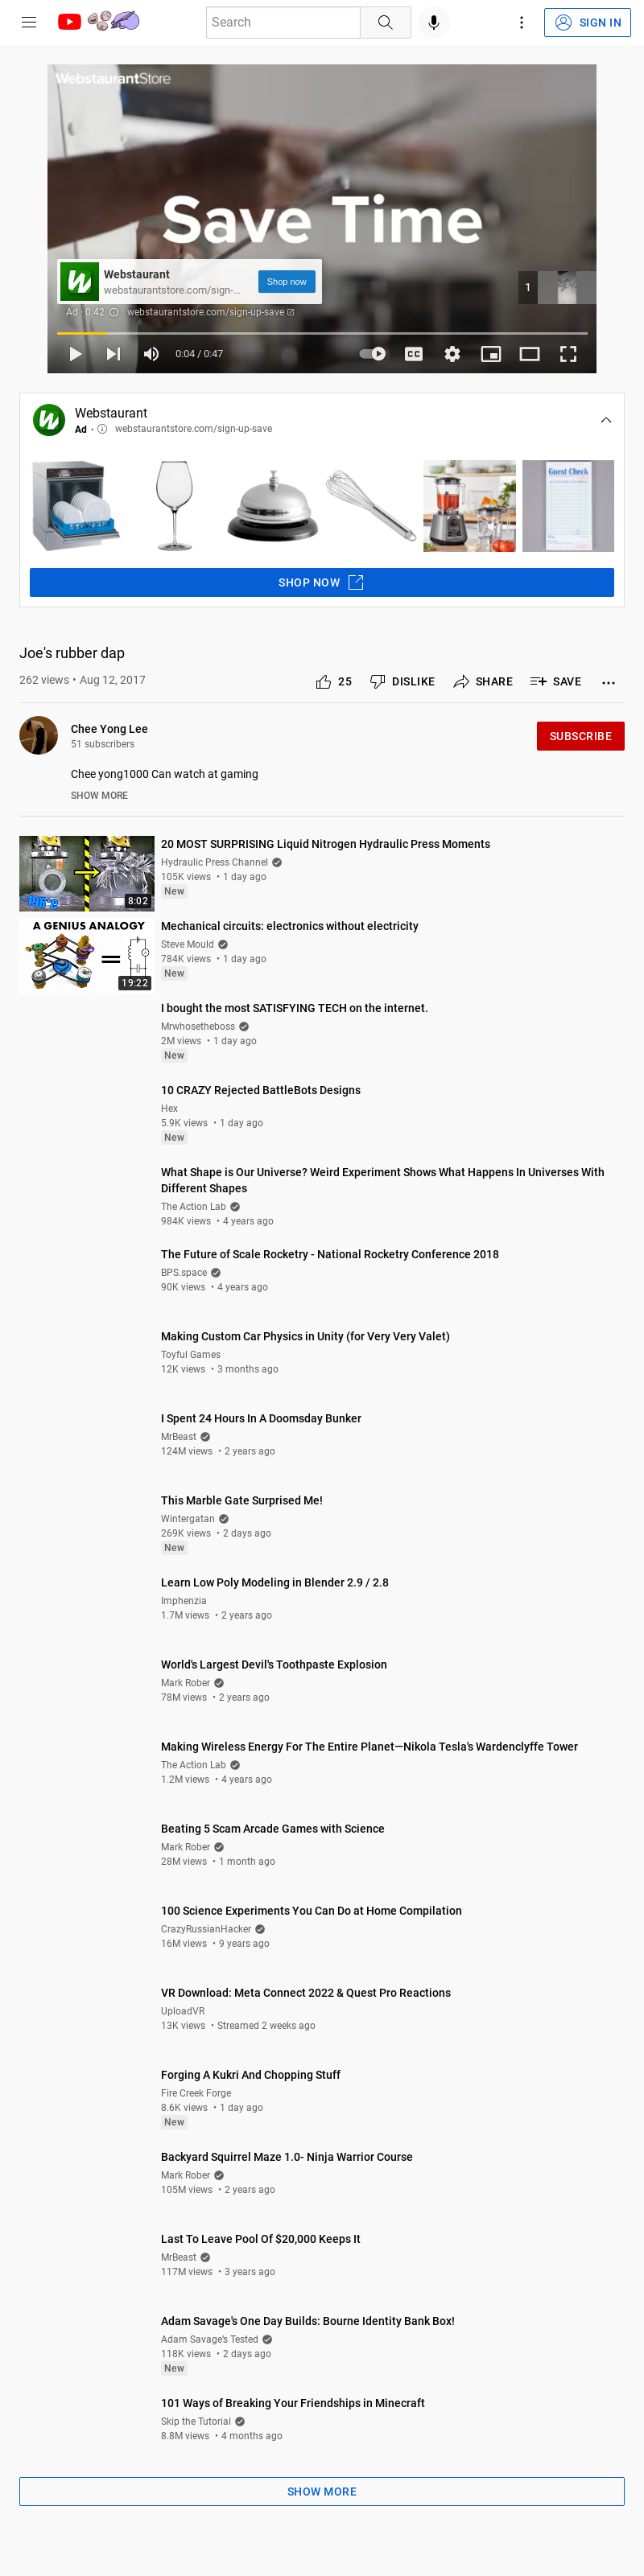 Search
SIGN IN
WebstaurantStore
Save Time
Webstaurant
webstaurantstore.com/sign-...
Shop now
1
Ad · 0:42 webstaurantstore.com/sign-up-save
0:04 / 0:47
CC
Webstaurant
Ad · webstaurantstore.com/sign-up-save
Guest Check
SHOP NOW
Joe's rubber dap
262 views • Aug 12, 2017
25 DISLIKE SHARE SAVE
Chee Yong Lee
51 subscribers
SUBSCRIBE
Chee yong1000 Can watch at gaming
SHOW MORE
-196°c
8:02
20 MOST SURPRISING Liquid Nitrogen Hydraulic Press Moments
Hydraulic Press Channel
105K views • 1 day ago
New
A GENIUS ANALOGY
19:22
Mechanical circuits: electronics without electricity
Steve Mould
784K views • 1 day ago
New
I bought the most SATISFYING TECH on the internet.
Mrwhosetheboss
2M views • 1 day ago
New
10 CRAZY Rejected BattleBots Designs
Hex
5.9K views • 1 day ago
New
What Shape is Our Universe? Weird Experiment Shows What Happens In Universes With
Different Shapes
The Action Lab
984K views • 4 years ago
The Future of Scale Rocketry - National Rocketry Conference 2018
BPS.space
90K views • 4 years ago
Making Custom Car Physics in Unity (for Very Very Valet)
Toyful Games
12K views • 3 months ago
I Spent 24 Hours In A Doomsday Bunker
MrBeast
124M views • 2 years ago
This Marble Gate Surprised Me!
Wintergatan
269K views • 2 days ago
New
Learn Low Poly Modeling in Blender 2.9 / 2.8
Imphenzia
1.7M views • 2 years ago
World's Largest Devil's Toothpaste Explosion
Mark Rober
78M views • 2 years ago
Making Wireless Energy For The Entire Planet—Nikola Tesla's Wardenclyffe Tower
The Action Lab
1.2M views • 4 years ago
Beating 5 Scam Arcade Games with Science
Mark Rober
28M views • 1 month ago
100 Science Experiments You Can Do at Home Compilation
CrazyRussianHacker
16M views • 9 years ago
VR Download: Meta Connect 2022 & Quest Pro Reactions
UploadVR
13K views • Streamed 2 weeks ago
Forging A Kukri And Chopping Stuff
Fire Creek Forge
8.6K views • 1 day ago
New
Backyard Squirrel Maze 1.0- Ninja Warrior Course
Mark Rober
105M views • 2 years ago
Last To Leave Pool Of $20,000 Keeps It
MrBeast
117M views • 3 years ago
Adam Savage's One Day Builds: Bourne Identity Bank Box!
Adam Savage's Tested
118K views • 2 days ago
New
101 Ways of Breaking Your Friendships in Minecraft
Skip the Tutorial
8.8M views • 4 months ago
SHOW MORE